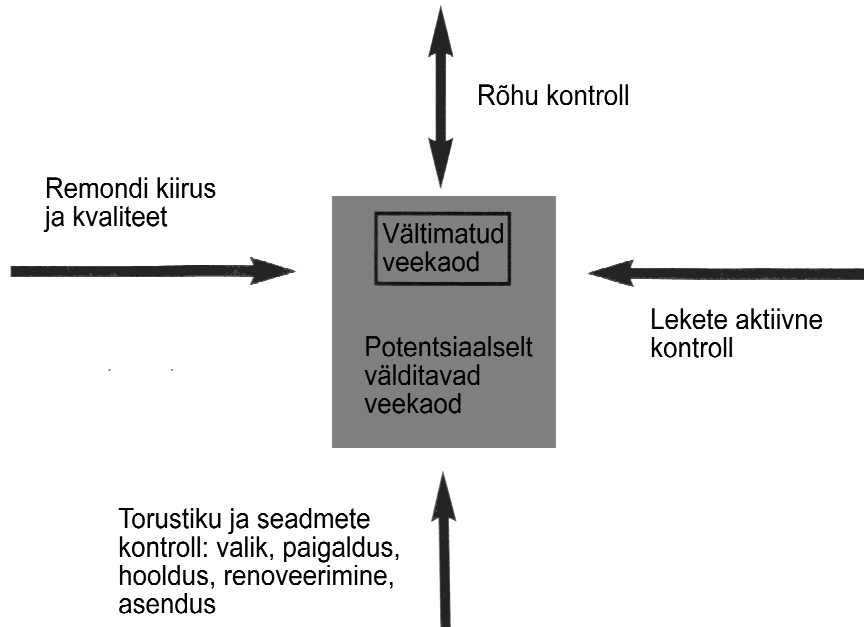 Rõhu kontroll
Remondi kiirus
ja kvaliteet
Vältimatud
veekaod
Lekete aktiivne
kontroll
Potentsiaalselt
välditavad
veekaod
Torustiku ja seadmete
kontroll: valik, paigaldus,
hooldus, renoveerimine,
asendus